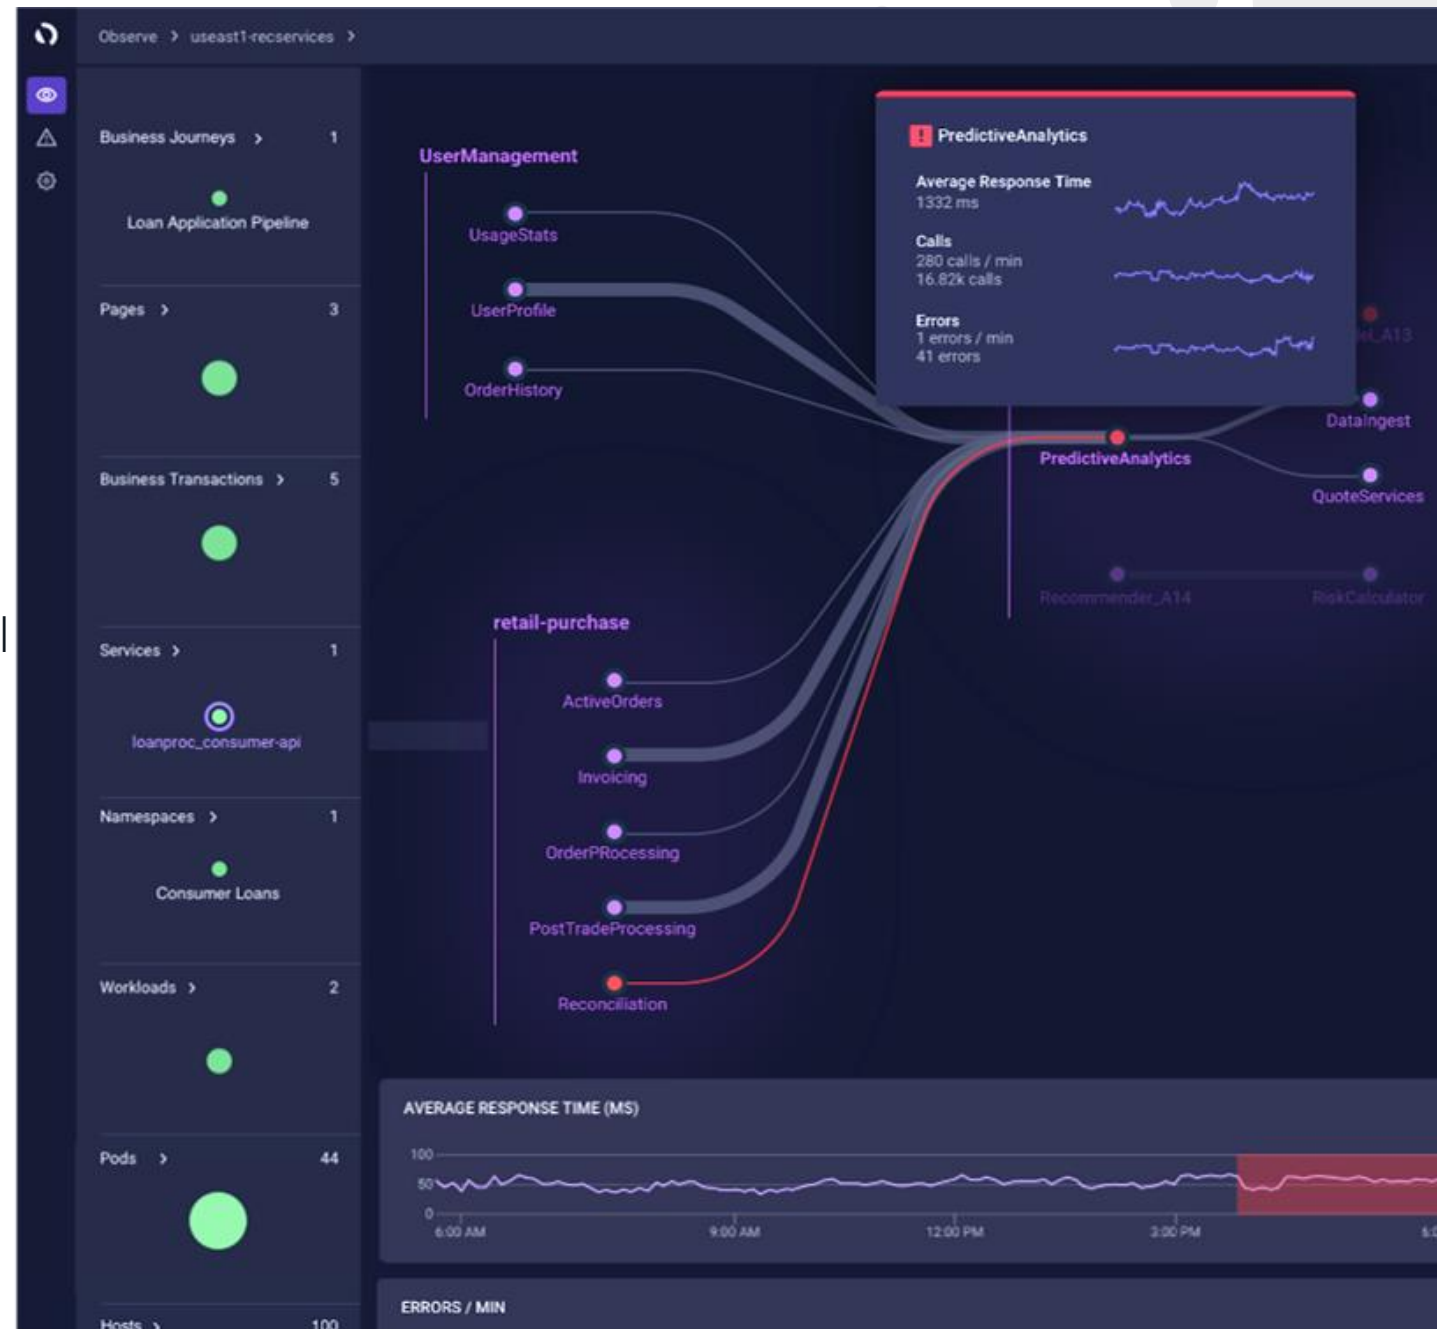 Observe > useast1-recservices >
Business Journeys > 1
Loan Application Pipeline
Pages > 3
Business Transactions > 5
Services > 1
loanproc_consumer-api
Namespaces > 1
Consumer Loans
Workloads > 2
Pods > 44
Hosts > 100
UserManagement
UsageStats
UserProfile
OrderHistory
retail-purchase
ActiveOrders
Invoicing
OrderPRocessing
PostTradeProcessing
Reconciliation
! PredictiveAnalytics
Average Response Time
1332 ms
Calls
280 calls / min
16.82k calls
Errors
1 errors / min
41 errors
PredictiveAnalytics
Recommender_A14
DataIngest
QuoteServices
RiskCalculator
AVERAGE RESPONSE TIME (MS)
100
50
0
6:00 AM 9:00 AM 12:00 PM 3:00 PM
ERRORS / MIN